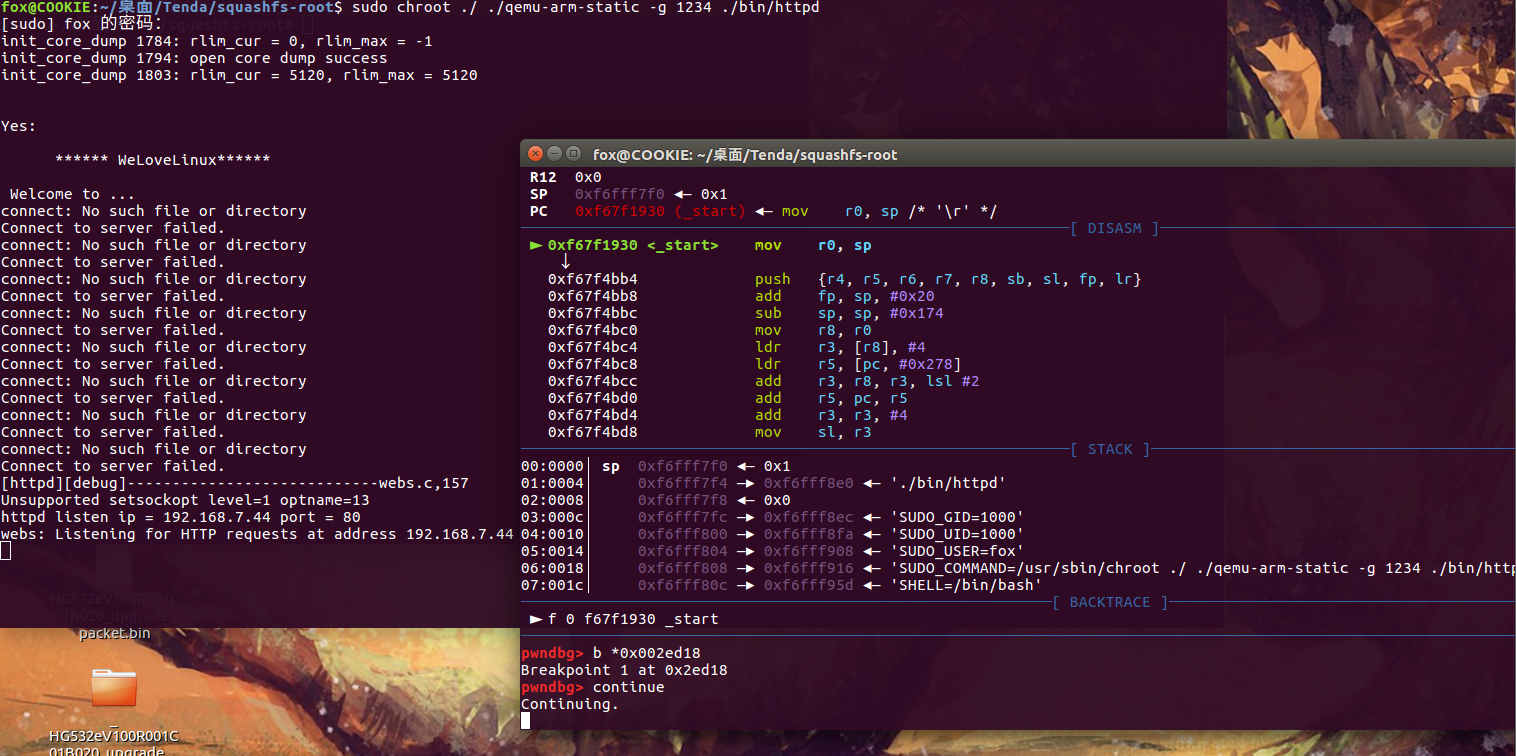 fox@COOKIE:~/桌面/Tenda/squashfs-root$ sudo chroot ./ ./qemu-arm-static -g 1234 ./bin/httpd
[sudo] fox 的密码：
init_core_dump 1784: rlim_cur = 0, rlim_max = -1
init_core_dump 1794: open core dump success
init_core_dump 1803: rlim_cur = 5120, rlim_max = 5120
Yes:
****** WeLoveLinux******
Welcome to ...
connect: No such file or directory
Connect to server failed.
connect: No such file or directory
Connect to server failed.
connect: No such file or directory
Connect to server failed.
connect: No such file or directory
Connect to server failed.
connect: No such file or directory
Connect to server failed.
connect: No such file or directory
Connect to server failed.
connect: No such file or directory
Connect to server failed.
connect: No such file or directory
Connect to server failed.
[httpd][debug]----------------------------webs.c,157
Unsupported setsockopt level=1 optname=13
httpd listen ip = 192.168.7.44 port = 80
webs: Listening for HTTP requests at address 192.168.7.44
packet.bin
HG532eV100R001C
01B020_upgrade_
fox@COOKIE: ~/桌面/Tenda/squashfs-root
R12 0x0
SP 0xf6fff7f0 ◂— 0x1
PC 0xf67f1930 (_start) ◂— mov r0, sp /* '\r' */
[ DISASM ]
► 0xf67f1930 <_start> mov r0, sp
↓
0xf67f4bb4 push {r4, r5, r6, r7, r8, sb, sl, fp, lr}
0xf67f4bb8 add fp, sp, #0x20
0xf67f4bbc sub sp, sp, #0x174
0xf67f4bc0 mov r8, r0
0xf67f4bc4 ldr r3, [r8], #4
0xf67f4bc8 ldr r5, [pc, #0x278]
0xf67f4bcc add r3, r8, r3, lsl #2
0xf67f4bd0 add r5, pc, r5
0xf67f4bd4 add r3, r3, #4
0xf67f4bd8 mov sl, r3
[ STACK ]
00:0000│ sp 0xf6fff7f0 ◂— 0x1
01:0004│ 0xf6fff7f4 —▸ 0xf6fff8e0 ◂— './bin/httpd'
02:0008│ 0xf6fff7f8 ◂— 0x0
03:000c│ 0xf6fff7fc —▸ 0xf6fff8ec ◂— 'SUDO_GID=1000'
04:0010│ 0xf6fff800 —▸ 0xf6fff8fa ◂— 'SUDO_UID=1000'
05:0014│ 0xf6fff804 —▸ 0xf6fff908 ◂— 'SUDO_USER=fox'
06:0018│ 0xf6fff808 —▸ 0xf6fff916 ◂— 'SUDO_COMMAND=/usr/sbin/chroot ./ ./qemu-arm-static -g 1234 ./bin/http
07:001c│ 0xf6fff80c —▸ 0xf6fff95d ◂— 'SHELL=/bin/bash'
[ BACKTRACE ]
► f 0 f67f1930 _start
pwndbg> b *0x002ed18
Breakpoint 1 at 0x2ed18
pwndbg> continue
Continuing.